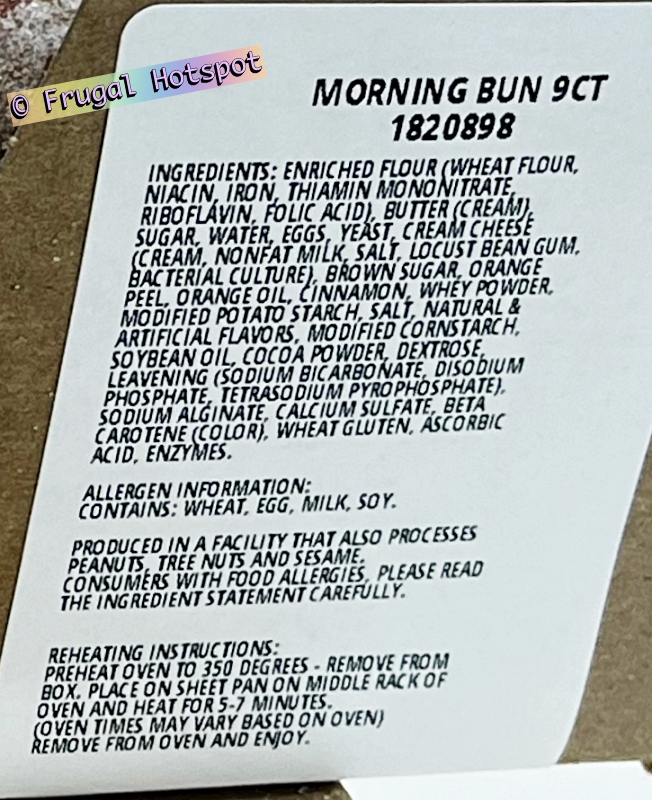 © Frugal Hotspot
MORNING BUN 9CT
1820898
INGREDIENTS: ENRICHED FLOUR (WHEAT FLOUR,
NIACIN, IRON, THIAMIN MONONITRATE,
RIBOFLAVIN, FOLIC ACID), BUTTER (CREAM),
SUGAR, WATER, EGGS, YEAST, CREAM CHEESE
(CREAM, NONFAT MILK, SALT, LOCUST BEAN GUM,
BACTERIAL CULTURE), BROWN SUGAR, ORANGE
PEEL, ORANGE OIL, CINNAMON, WHEY POWDER,
MODIFIED POTATO STARCH, SALT, NATURAL &
ARTIFICIAL FLAVORS, MODIFIED CORNSTARCH,
SOYBEAN OIL, COCOA POWDER, DEXTROSE,
LEAVENING (SODIUM BICARBONATE, DISODIUM
PHOSPHATE, TETRASODIUM PYROPHOSPHATE),
SODIUM ALGINATE, CALCIUM SULFATE, BETA
CAROTENE (COLOR), WHEAT GLUTEN, ASCORBIC
ACID, ENZYMES.
ALLERGEN INFORMATION:
CONTAINS: WHEAT, EGG, MILK, SOY.
PRODUCED IN A FACILITY THAT ALSO PROCESSES
PEANUTS, TREE NUTS AND SESAME.
CONSUMERS WITH FOOD ALLERGIES, PLEASE READ
THE INGREDIENT STATEMENT CAREFULLY.
REHEATING INSTRUCTIONS:
PREHEAT OVEN TO 350 DEGREES - REMOVE FROM
BOX. PLACE ON SHEET PAN ON MIDDLE RACK OF
OVEN AND HEAT FOR 5-7 MINUTES.
(OVEN TIMES MAY VARY BASED ON OVEN)
REMOVE FROM OVEN AND ENJOY.